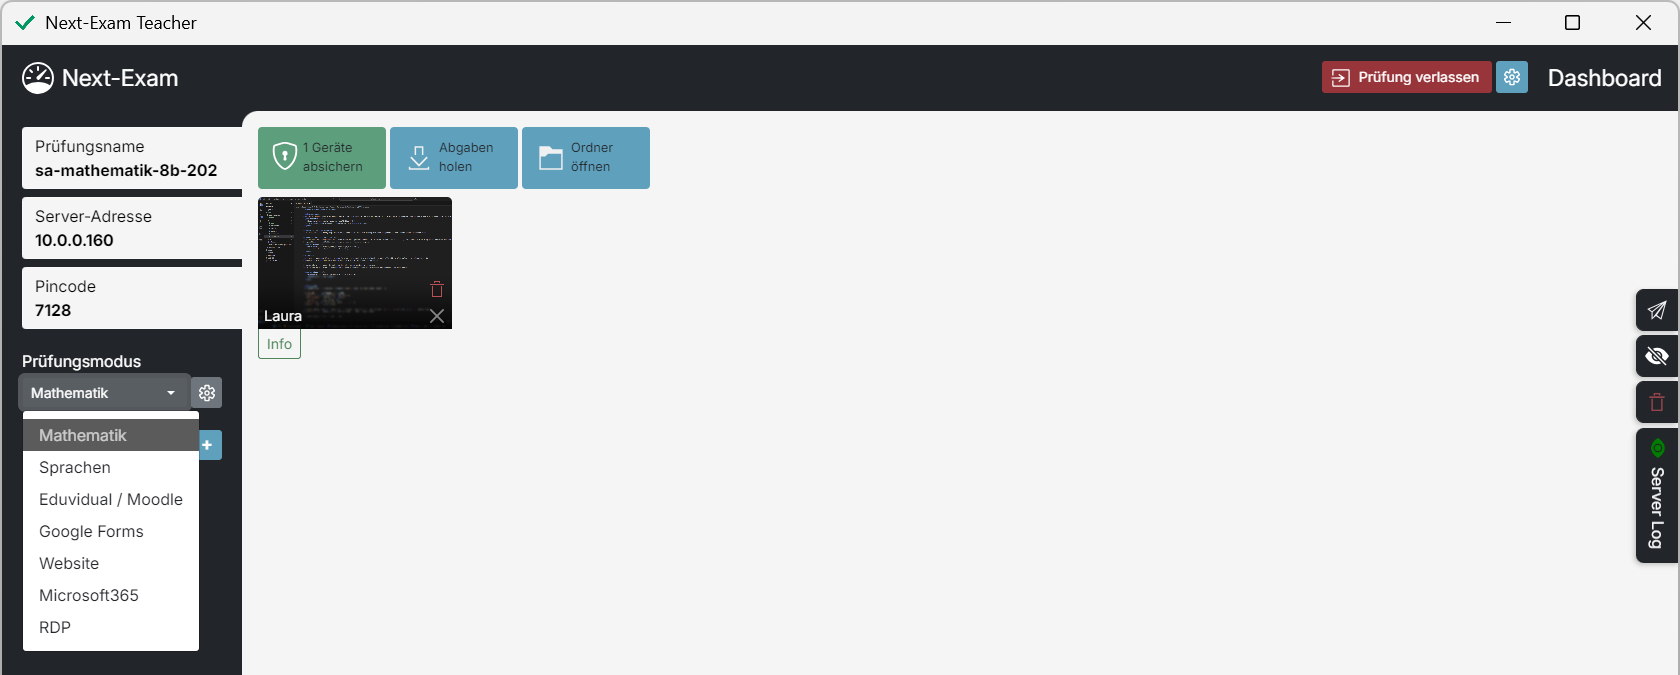 Next-Exam Teacher
Next-Exam
Prüfung verlassen
Dashboard
Prüfungsname
sa-mathematik-8b-202
Server-Adresse
10.0.0.160
Pincode
7128
Prüfungsmodus
Mathematik
Mathematik
Sprachen
Eduvidual / Moodle
Google Forms
Website
Microsoft365
RDP
+
1 Geräte
absichern
Abgaben
holen
Ordner
öffnen
Laura
Info
Server Log